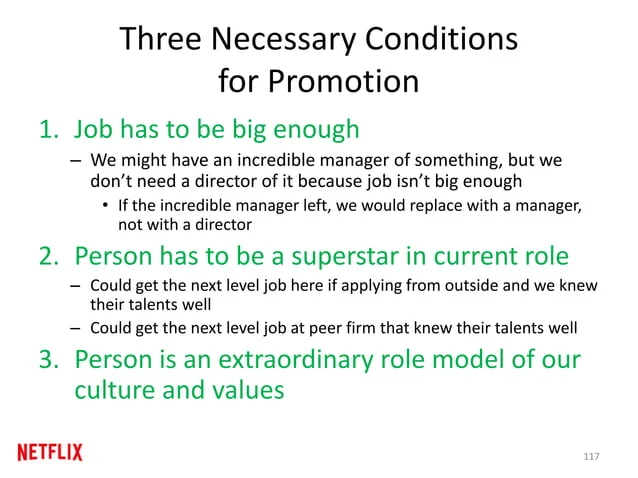 Three Necessary Conditions
for Promotion
1. Job has to be big enough
– We might have an incredible manager of something, but we
don’t need a director of it because job isn’t big enough
• If the incredible manager left, we would replace with a manager,
not with a director
2. Person has to be a superstar in current role
– Could get the next level job here if applying from outside and we knew
their talents well
– Could get the next level job at peer firm that knew their talents well
3. Person is an extraordinary role model of our
culture and values
NETFLIX
117